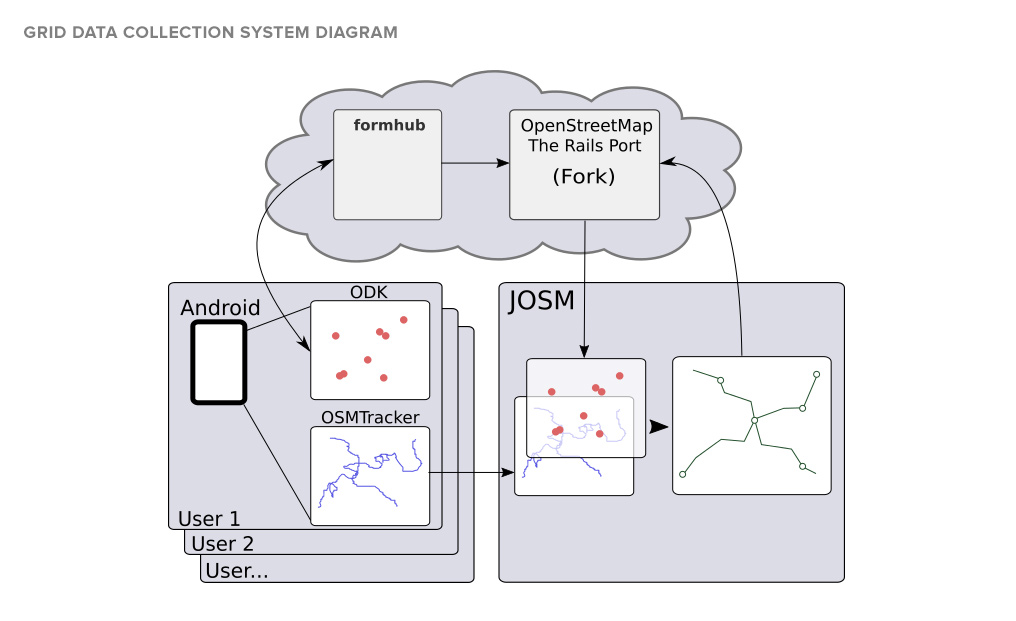 GRID DATA COLLECTION SYSTEM DIAGRAM
formhub
OpenStreetMap
The Rails Port
(Fork)
ODK
Android
OSMTracker
User 1
User 2
User...
JOSM